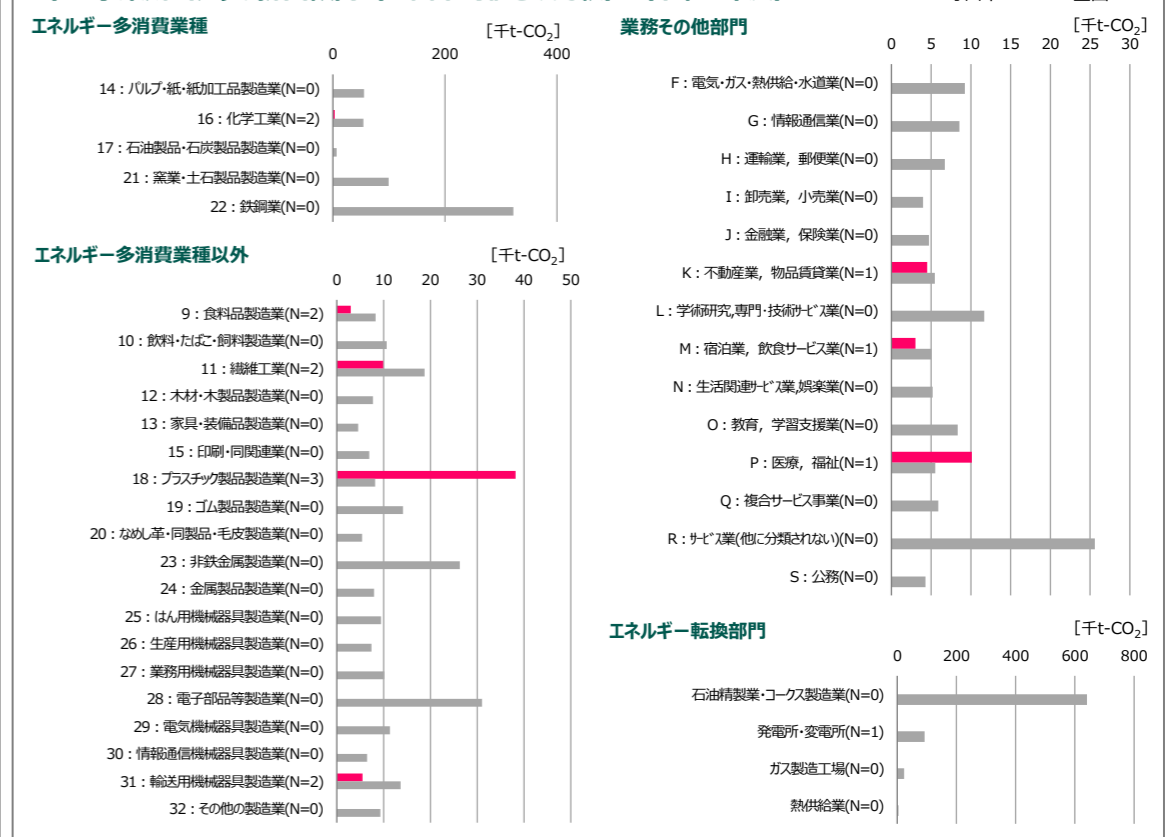 エネルギー多消費業種
[千t-CO2]
0 200 400
14：パルプ・紙・紙加工品製造業(N=0)
16：化学工業(N=2)
17：石油製品・石炭製品製造業(N=0)
21：窯業・土石製品製造業(N=0)
22：鉄鋼業(N=0)
エネルギー多消費業種以外
[千t-CO2]
0 10 20 30 40 50
9：食料品製造業(N=2)
10：飲料・たばこ・飼料製造業(N=0)
11：繊維工業(N=2)
12：木材・木製品製造業(N=0)
13：家具・装備品製造業(N=0)
15：印刷・同関連業(N=0)
18：プラスチック製品製造業(N=3)
19：ゴム製品製造業(N=0)
20：なめし革・同製品・毛皮製造業(N=0)
23：非鉄金属製造業(N=0)
24：金属製品製造業(N=0)
25：はん用機械器具製造業(N=0)
26：生産用機械器具製造業(N=0)
27：業務用機械器具製造業(N=0)
28：電子部品等製造業(N=0)
29：電気機械器具製造業(N=0)
30：情報通信機械器具製造業(N=0)
31：輸送用機械器具製造業(N=2)
32：その他の製造業(N=0)
業務その他部門
[千t-CO2]
0 5 10 15 20 25 30
F：電気・ガス・熱供給・水道業(N=0)
G：情報通信業(N=0)
H：運輸業，郵便業(N=0)
I：卸売業，小売業(N=0)
J：金融業，保険業(N=0)
K：不動産業，物品賃貸業(N=1)
L：学術研究,専門・技術サービス業(N=0)
M：宿泊業，飲食サービス業(N=1)
N：生活関連サービス業,娯楽業(N=0)
O：教育，学習支援業(N=0)
P：医療，福祉(N=1)
Q：複合サービス事業(N=0)
R：サービス業(他に分類されない)(N=0)
S：公務(N=0)
エネルギー転換部門
[千t-CO2]
0 200 400 600 800
石油精製業・コークス製造業(N=0)
発電所・変電所(N=1)
ガス製造工場(N=0)
熱供給業(N=0)